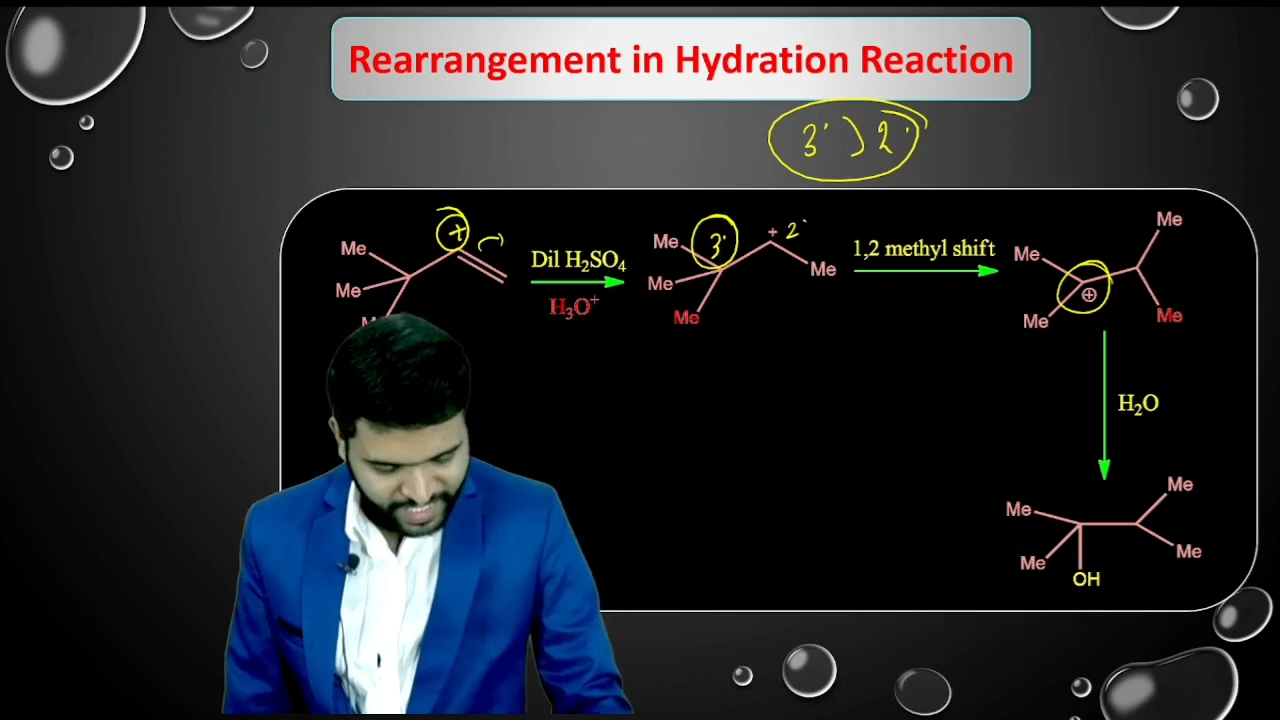 Rearrangement in Hydration Reaction
3° > 2°
Me
+
Me
Dil H₂SO₄
H₃O⁺
Me
3°
+ 2°
Me
Me
Me
1,2 methyl shift
Me
Me
⊕
Me
Me
H₂O
Me
Me
Me
Me
OH